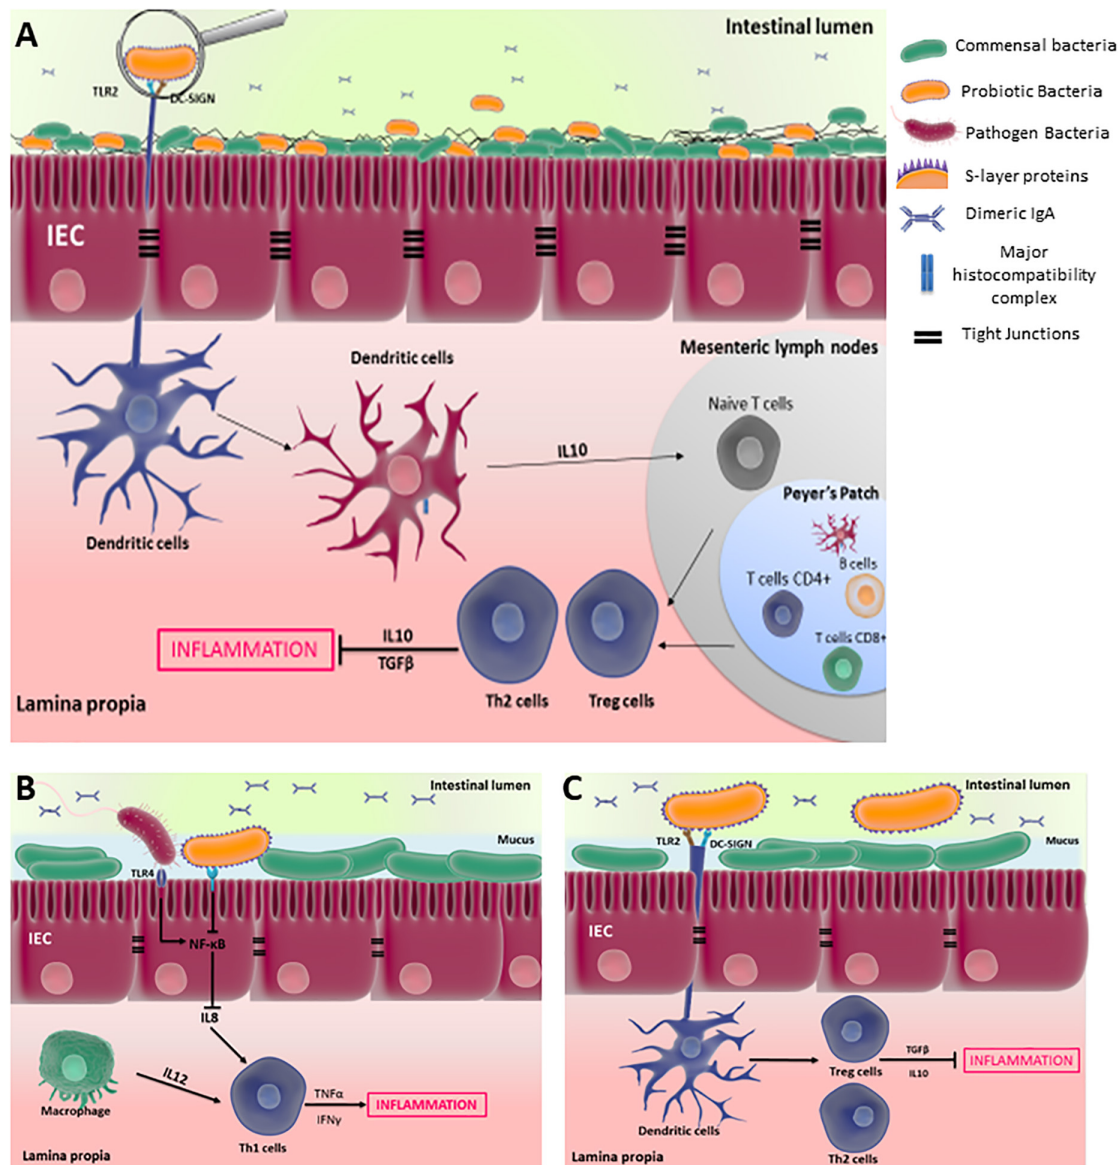 A
Intestinal lumen
TLR2
DC-SIGN
IEC
Dendritic cells
Dendritic cells
IL10
Mesenteric lymph nodes
Naive T cells
Peyer's Patch
B cells
T cells CD4+
T cells CD8+
INFLAMMATION
IL10
TGFβ
Th2 cells
Treg cells
Lamina propia
Commensal bacteria
Probiotic Bacteria
Pathogen Bacteria
S-layer proteins
Dimeric IgA
Major
histocompatibility
complex
Tight Junctions
B
Intestinal lumen
Mucus
TLR4
IEC
NF-κB
IL8
IL12
Macrophage
Th1 cells
TNFα
IFNγ
INFLAMMATION
Lamina propia
C
Intestinal lumen
TLR2
DC-SIGN
Mucus
IEC
Dendritic cells
Treg cells
TGFβ
IL10
INFLAMMATION
Th2 cells
Lamina propia